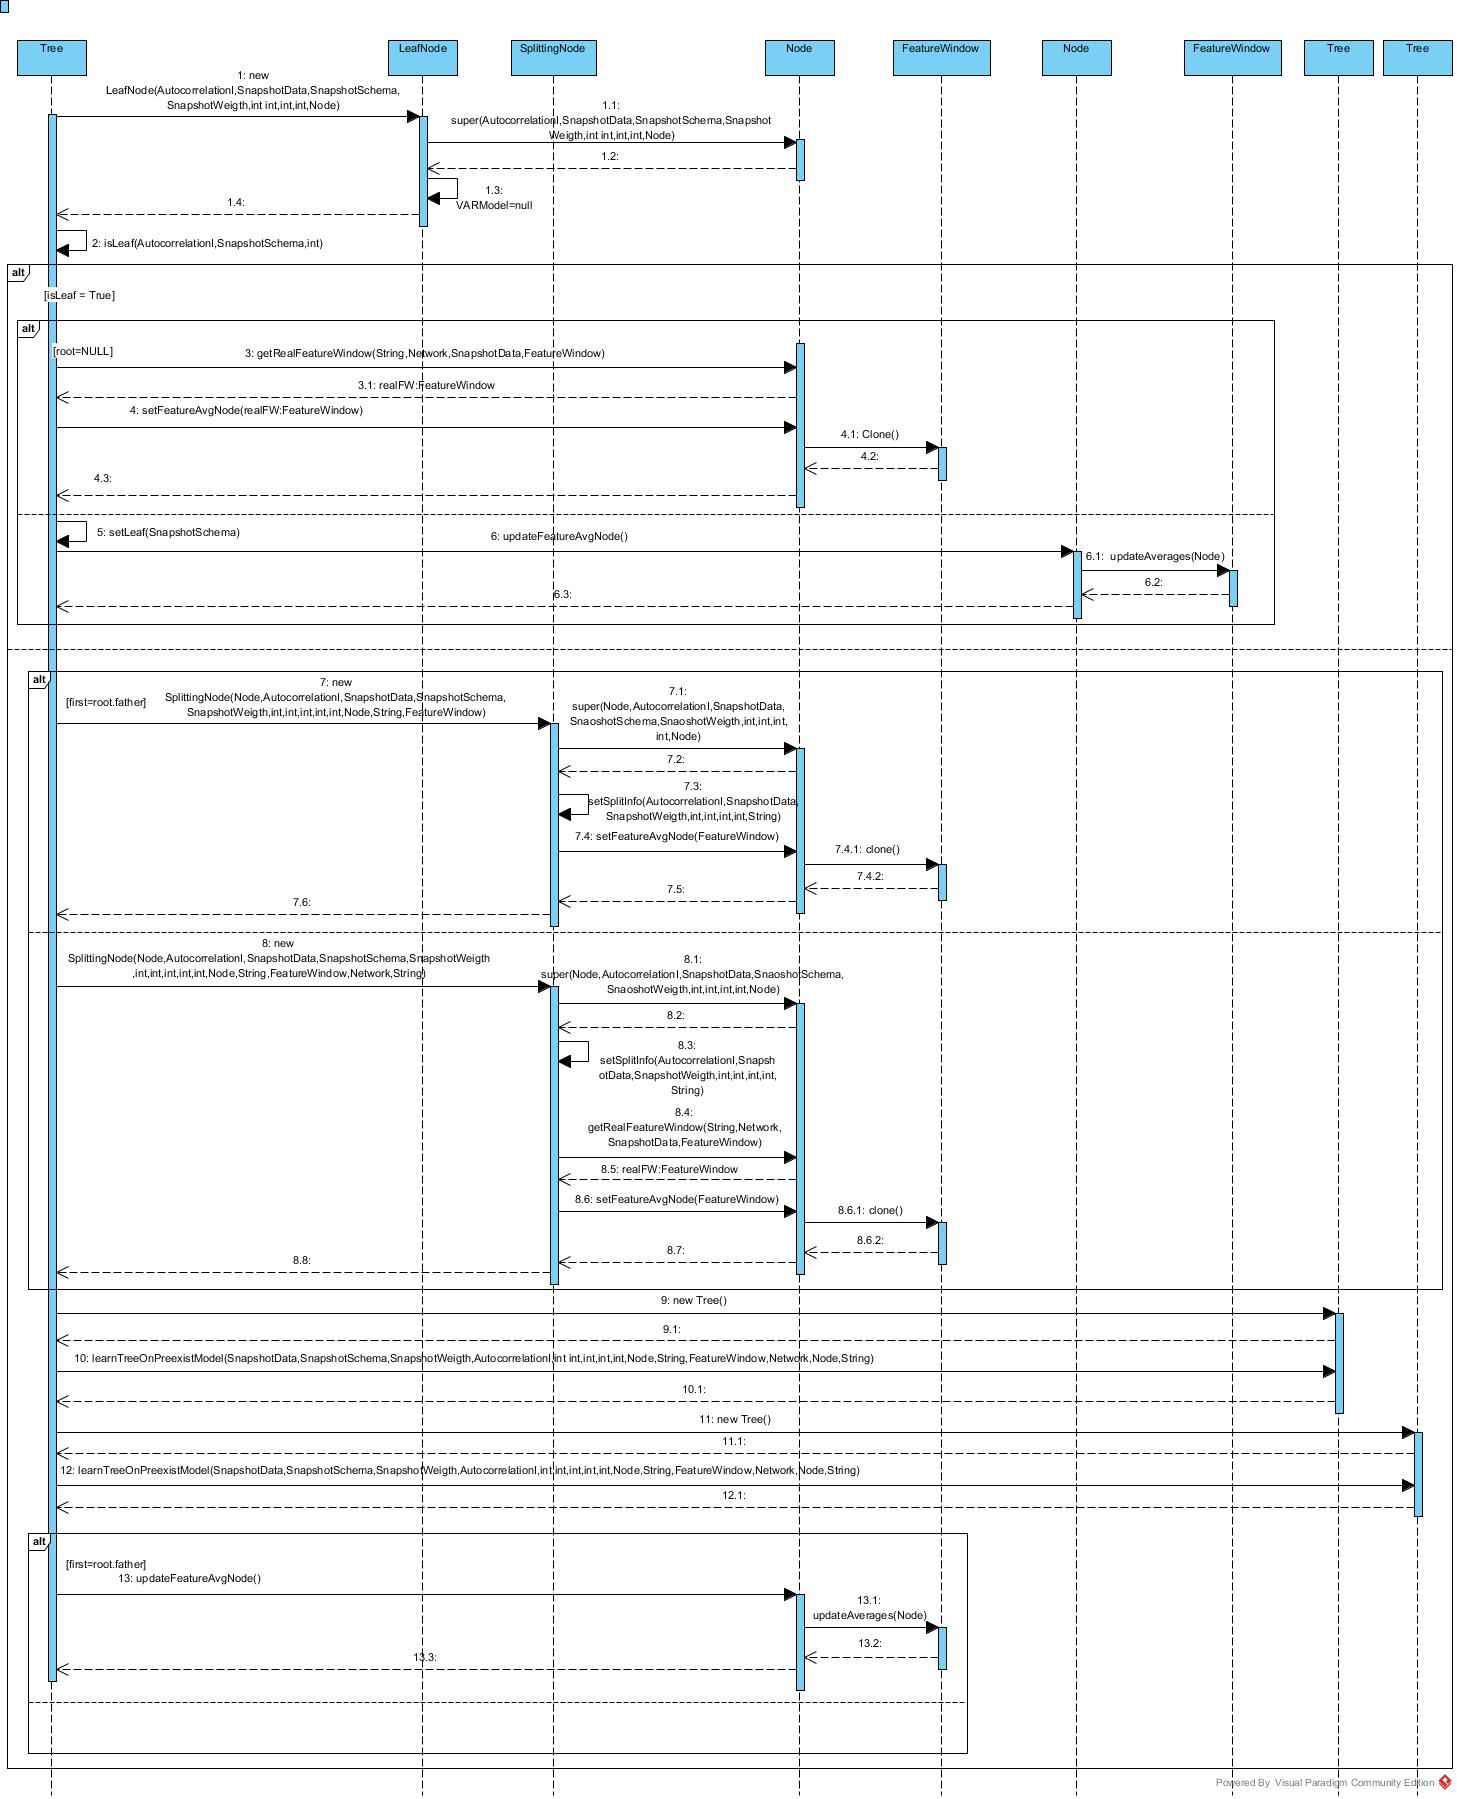 Tree
LeafNode
SplittingNode
Node
FeatureWindow
Node
FeatureWindow
Tree
Tree
1: new
LeafNode(AutocorrelationI,SnapshotData,SnapshotSchema,
SnapshotWeigth,int int,int,int,Node)
1.1:
super(AutocorrelationI,SnapshotData,SnapshotSchema,Snapshot
Weigth,int int,int,int,Node)
1.2:
1.3:
VARModel=null
1.4:
2: isLeaf(AutocorrelationI,SnapshotSchema,int)
alt
[isLeaf = True]
alt
[root=NULL]
3: getRealFeatureWindow(String,Network,SnapshotData,FeatureWindow)
3.1: realFW:FeatureWindow
4: setFeatureAvgNode(realFW:FeatureWindow)
4.1: Clone()
4.2:
4.3:
5: setLeaf(SnapshotSchema)
6: updateFeatureAvgNode()
6.1:  updateAverages(Node)
6.2:
6.3:
alt
[first=root.father]
7: new
SplittingNode(Node,AutocorrelationI,SnapshotData,SnapshotSchema,
SnapshotWeigth,int,int,int,int,int,Node,String,FeatureWindow)
7.1:
super(Node,AutocorrelationI,SnapshotData,
SnaoshotSchema,SnaoshotWeigth,int,int,int,
int,Node)
7.2:
7.3:
setSplitInfo(AutocorrelationI,SnapshotData,
SnapshotWeigth,int,int,int,int,String)
7.4: setFeatureAvgNode(FeatureWindow)
7.4.1: clone()
7.4.2:
7.5:
7.6:
8: new
SplittingNode(Node,AutocorrelationI,SnapshotData,SnapshotSchema,SnapshotWeigth
,int,int,int,int,int,Node,String,FeatureWindow,Network,String)
8.1:
super(Node,AutocorrelationI,SnapshotData,SnaoshotSchema,
SnaoshotWeigth,int,int,int,int,Node)
8.2:
8.3:
setSplitInfo(AutocorrelationI,Snapsh
otData,SnapshotWeigth,int,int,int,int,
String)
8.4:
getRealFeatureWindow(String,Network,
SnapshotData,FeatureWindow)
8.5: realFW:FeatureWindow
8.6: setFeatureAvgNode(FeatureWindow)
8.6.1: clone()
8.6.2:
8.7:
8.8:
9: new Tree()
9.1:
10: learnTreeOnPreexistModel(SnapshotData,SnapshotSchema,SnapshotWeigth,AutocorrelationI,int int,int,int,int,Node,String,FeatureWindow,Network,Node,String)
10.1:
11: new Tree()
11.1:
12: learnTreeOnPreexistModel(SnapshotData,SnapshotSchema,SnapshotWeigth,AutocorrelationI,int,int,int,int,int,Node,String,FeatureWindow,Network,Node,String)
12.1:
alt
[first=root.father]
13: updateFeatureAvgNode()
13.1:
updateAverages(Node)
13.2:
13.3:
Powered By Visual Paradigm Community Edition